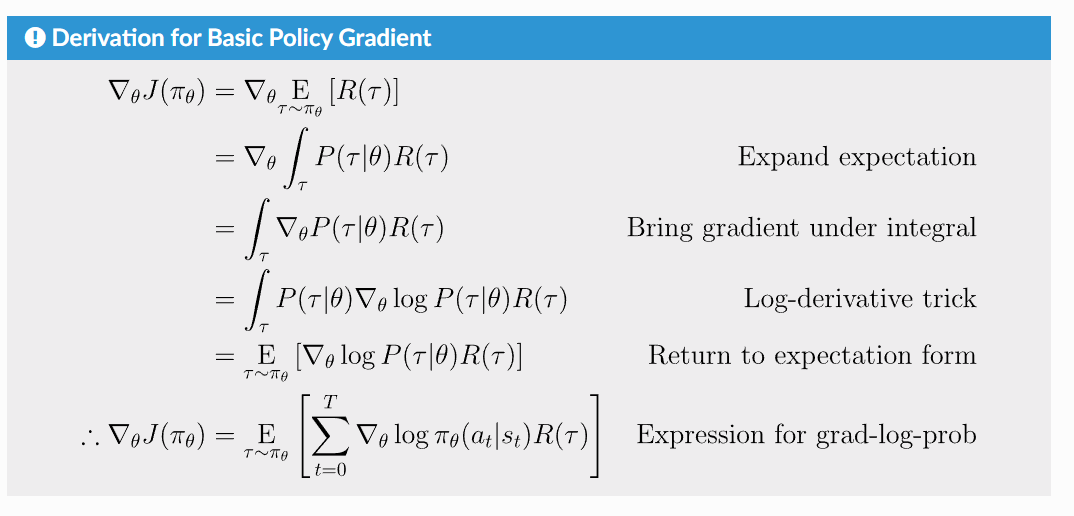 Derivation for Basic Policy Gradient
∇_θ J(π_θ) = ∇_θ E_{τ∼π_θ} [R(τ)]
= ∇_θ ∫_τ P(τ|θ)R(τ) Expand expectation
= ∫_τ ∇_θ P(τ|θ)R(τ) Bring gradient under integral
= ∫_τ P(τ|θ)∇_θ log P(τ|θ)R(τ) Log-derivative trick
= E_{τ∼π_θ} [∇_θ log P(τ|θ)R(τ)] Return to expectation form
∴ ∇_θ J(π_θ) = E_{τ∼π_θ} [∑_{t=0}^{T} ∇_θ log π_θ(a_t|s_t)R(τ)] Expression for grad-log-prob